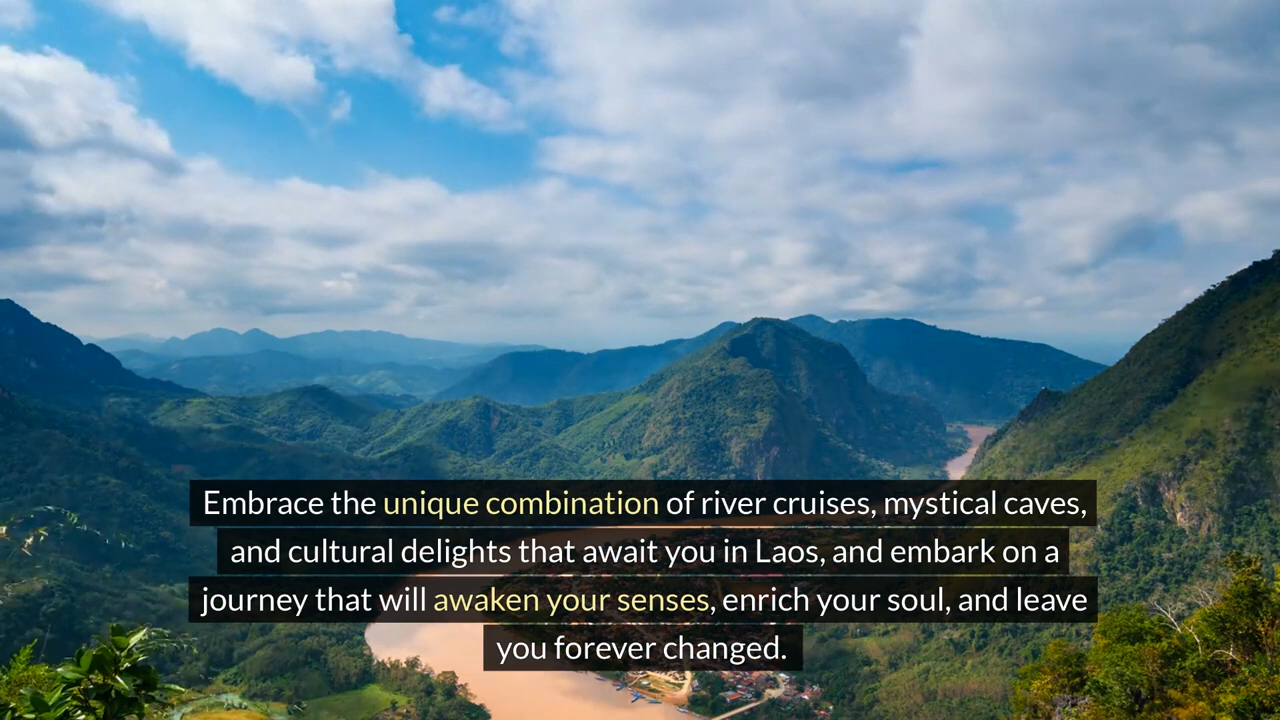 Embrace the unique combination of river cruises, mystical caves,
and cultural delights that await you in Laos, and embark on a
journey that will awaken your senses, enrich your soul, and leave
you forever changed.